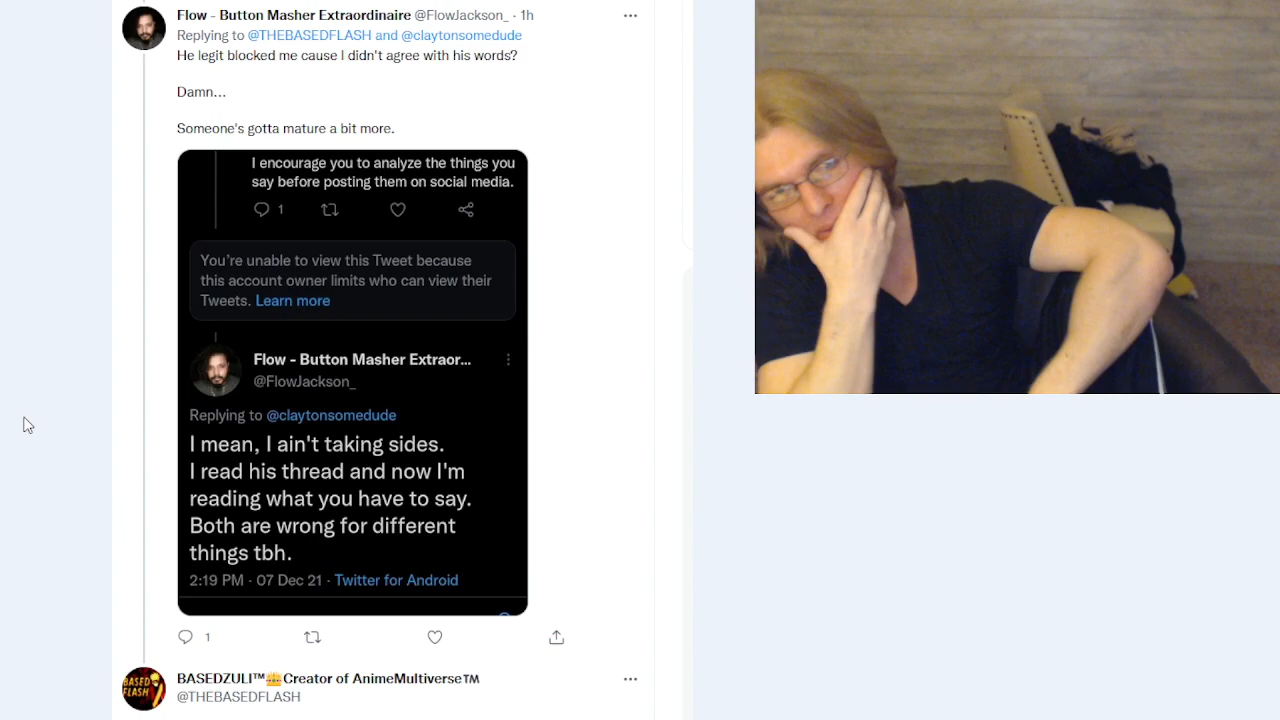 Flow - Button Masher Extraordinaire @FlowJackson_ · 1h
Replying to @THEBASEDFLASH and @claytonsomedude
He legit blocked me cause I didn't agree with his words?
Damn...
Someone's gotta mature a bit more.
I encourage you to analyze the things you
say before posting them on social media.
1
You're unable to view this Tweet because
this account owner limits who can view their
Tweets. Learn more
Flow - Button Masher Extraor...
@FlowJackson_
Replying to @claytonsomedude
I mean, I ain't taking sides.
I read his thread and now I'm
reading what you have to say.
Both are wrong for different
things tbh.
2:19 PM · 07 Dec 21 · Twitter for Android
1
BASED
FLASH
BASEDZULI™👑Creator of AnimeMultiverse™
@THEBASEDFLASH